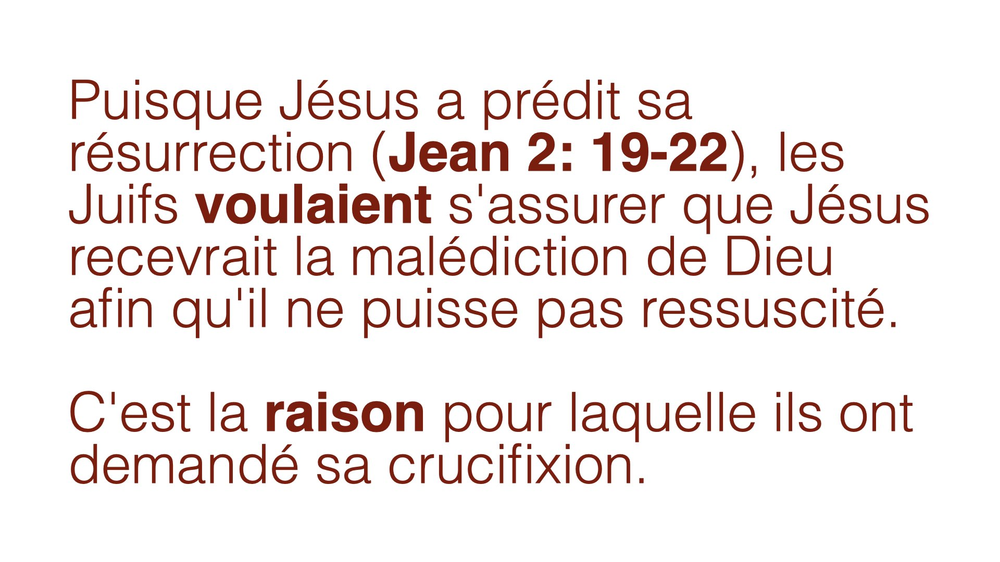 Puisque Jésus a prédit sa
résurrection (Jean 2: 19-22), les
Juifs voulaient s'assurer que Jésus
recevrait la malédiction de Dieu
afin qu'il ne puisse pas ressuscité.
C'est la raison pour laquelle ils ont
demandé sa crucifixion.